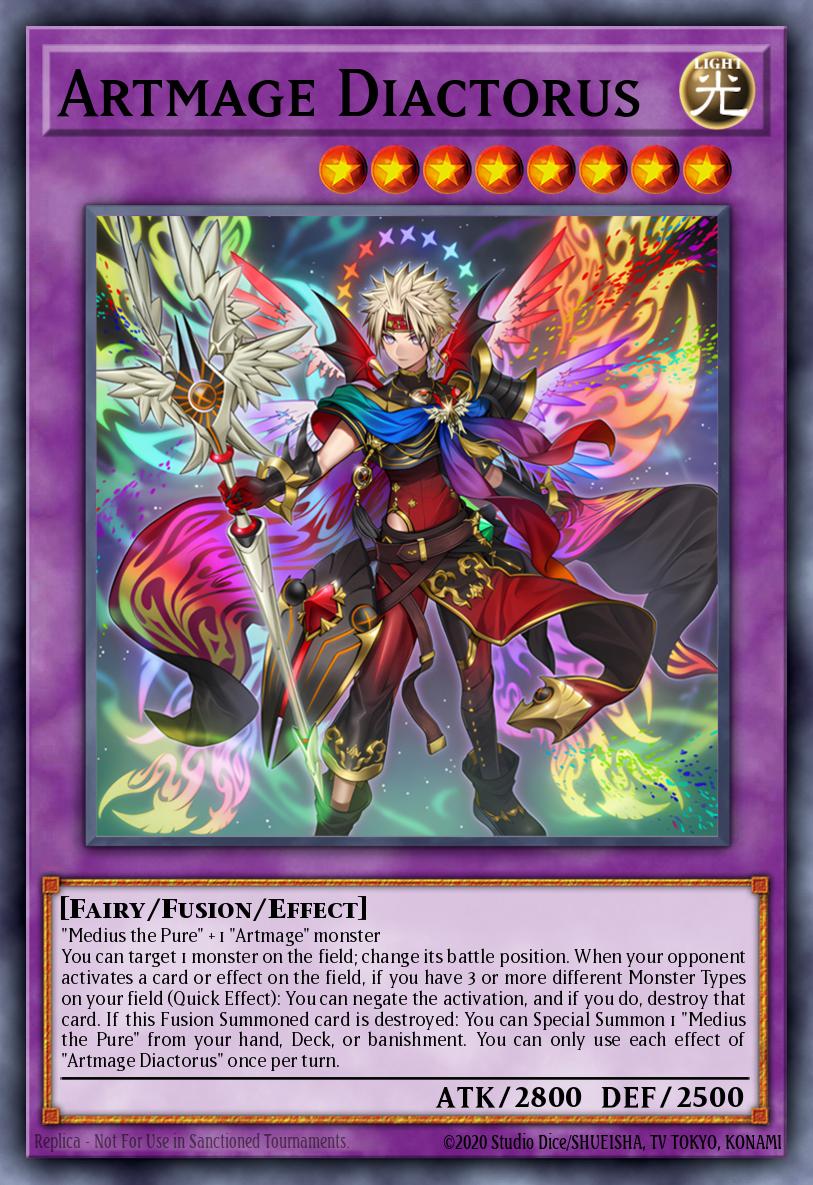 Artmage Diactorus
LIGHT
光
[Fairy/Fusion/Effect]
"Medius the Pure" + 1 "Artmage" monster
You can target 1 monster on the field; change its battle position. When your opponent
activates a card or effect on the field, if you have 3 or more different Monster Types
on your field (Quick Effect): You can negate the activation, and if you do, destroy that
card. If this Fusion Summoned card is destroyed: You can Special Summon 1 "Medius
the Pure" from your hand, Deck, or banishment. You can only use each effect of
"Artmage Diactorus" once per turn.
ATK/2800 DEF/2500
Replica - Not For Use in Sanctioned Tournaments.
©2020 Studio Dice/SHUEISHA, TV TOKYO, KONAMI